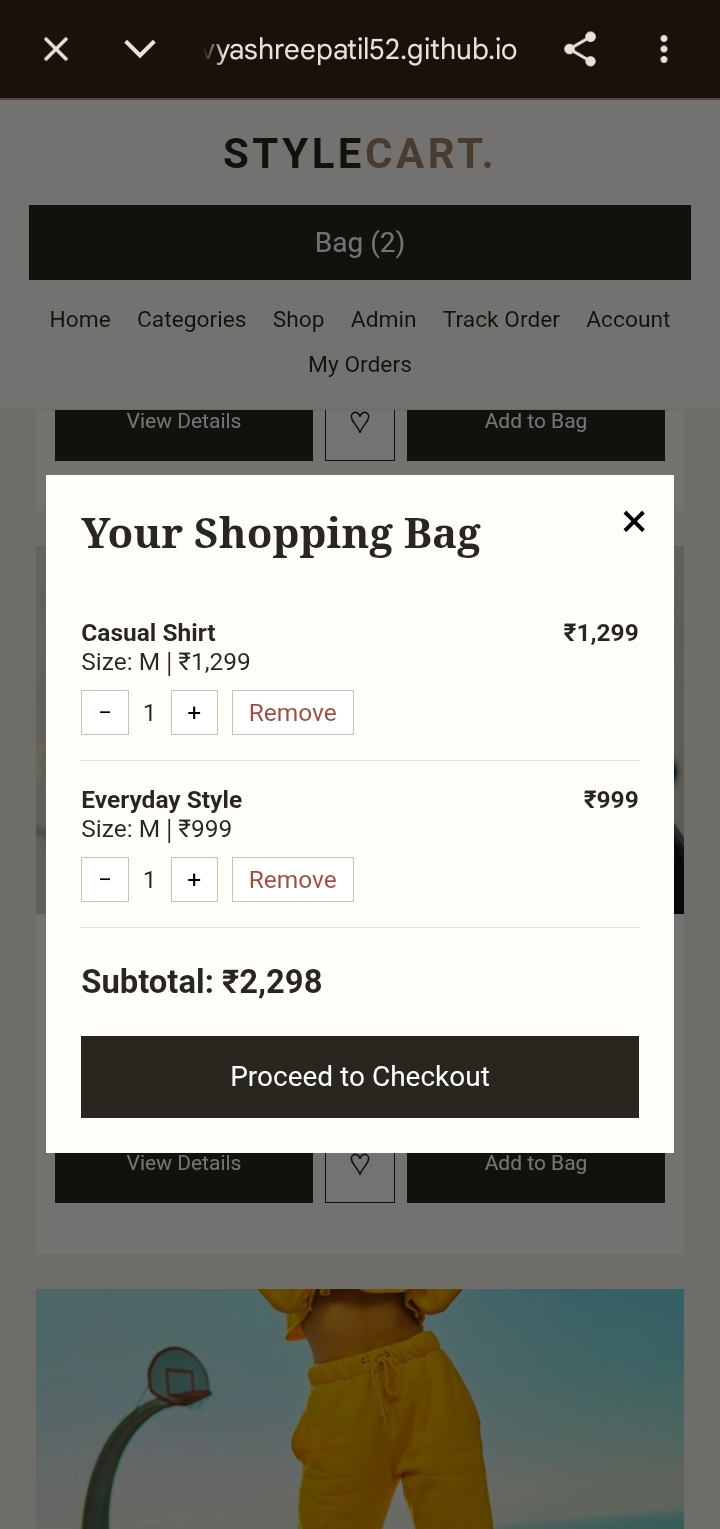 vyashreepatil52.github.io
STYLECART.
Bag (2)
Home Categories Shop Admin Track Order Account
My Orders
View Details ♡ Add to Bag
Your Shopping Bag ×
Casual Shirt ₹1,299
Size: M | ₹1,299
− 1 + Remove
Everyday Style ₹999
Size: M | ₹999
− 1 + Remove
Subtotal: ₹2,298
Proceed to Checkout
View Details ♡ Add to Bag